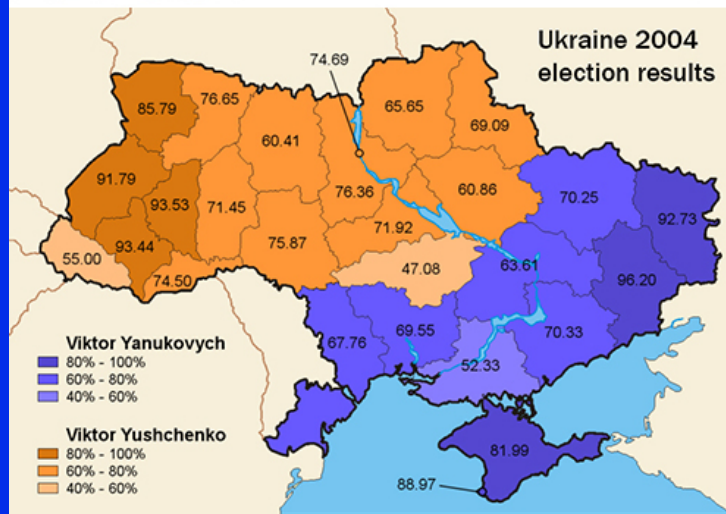 Ukraine 2004
election results
74.69
85.79
76.65
60.41
65.65
69.09
91.79
93.53
71.45
76.36
60.86
70.25
92.73
93.44
75.87
71.92
55.00
74.50
47.08
63.61
96.20
67.76
69.55
52.33
70.33
81.99
88.97
Viktor Yanukovych
80% - 100%
60% - 80%
40% - 60%
Viktor Yushchenko
80% - 100%
60% - 80%
40% - 60%